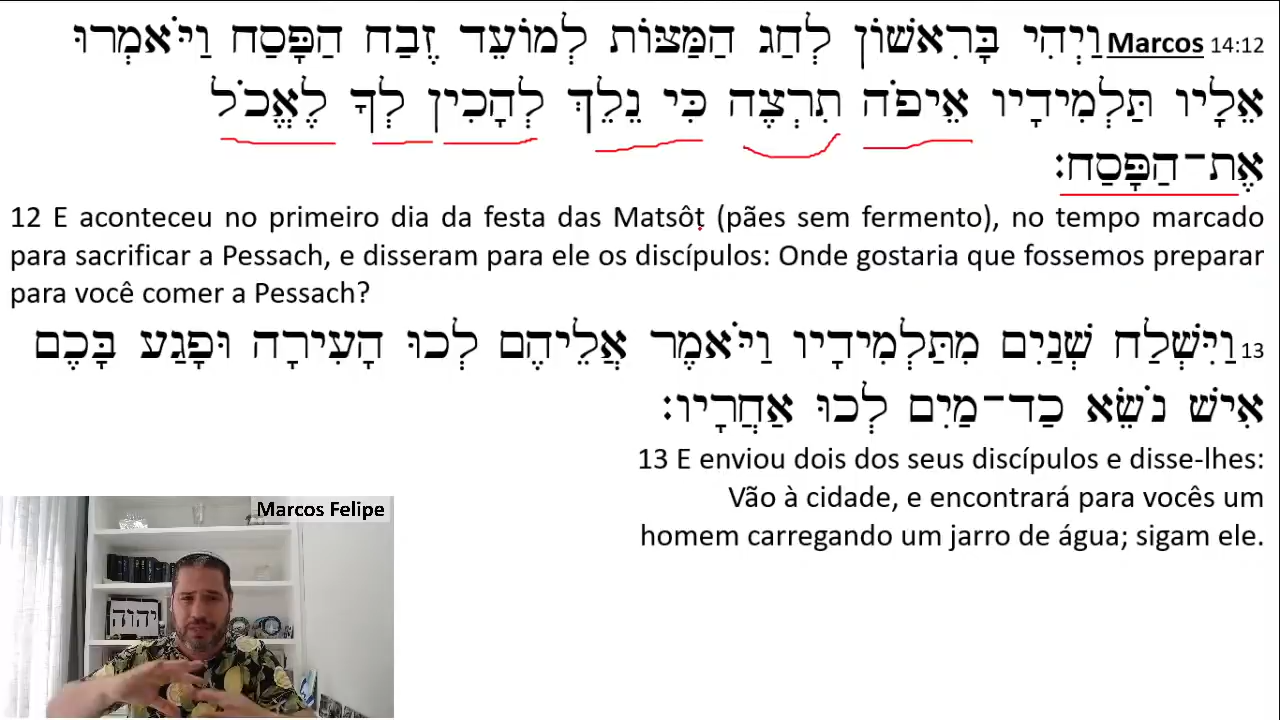 Marcos 14:12 וַיְהִי בָּרִאשׁוֹן לְחַג הַמַּצּוֹת לְמוֹעֵד זֶבַח הַפָּסַח וַיֹּאמְרוּ
אֵלָיו תַּלְמִידָיו אֵיפֹה תִרְצֶה כִּי נֵלֵךְ לְהָכִין לְךָ לֶאֱכֹל
אֶת־הַפָּסַח׃
12 E aconteceu no primeiro dia da festa das Matsôt (pães sem fermento), no tempo marcado
para sacrificar a Pessach, e disseram para ele os discípulos: Onde gostaria que fossemos preparar
para você comer a Pessach?
13 וַיִּשְׁלַח שְׁנַיִם מִתַּלְמִידָיו וַיֹּאמֶר אֲלֵיהֶם לְכוּ הָעִירָה וּפָגַע בָּכֶם
אִישׁ נֹשֵׂא כַד־מַיִם לְכוּ אַחֲרָיו׃
13 E enviou dois dos seus discípulos e disse-lhes:
Vão à cidade, e encontrará para vocês um
homem carregando um jarro de água; sigam ele.
Marcos Felipe
יהוה